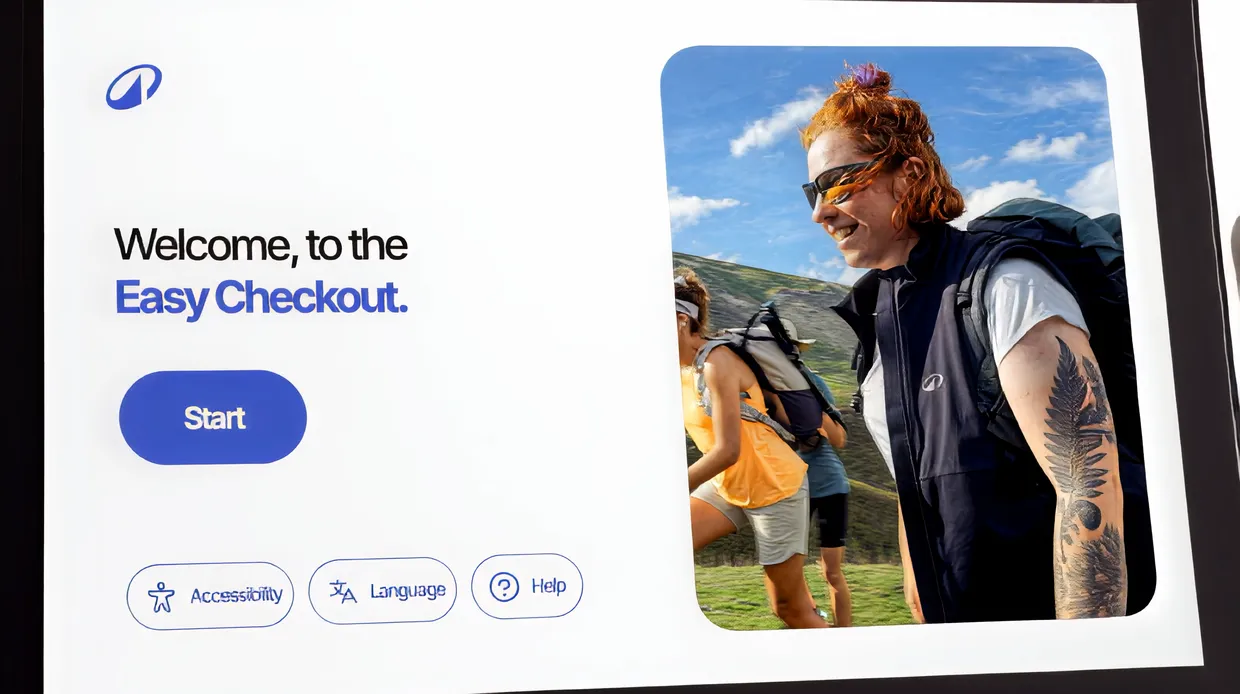 Welcome, to the
Easy Checkout.
Start
Accessibility
Language
Help